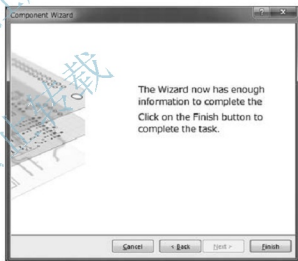 Component Wizard
The Wizard now has enough
information to complete the
Click on the Finish button to
complete the task.
Cancel
< Back
Next >
Finish